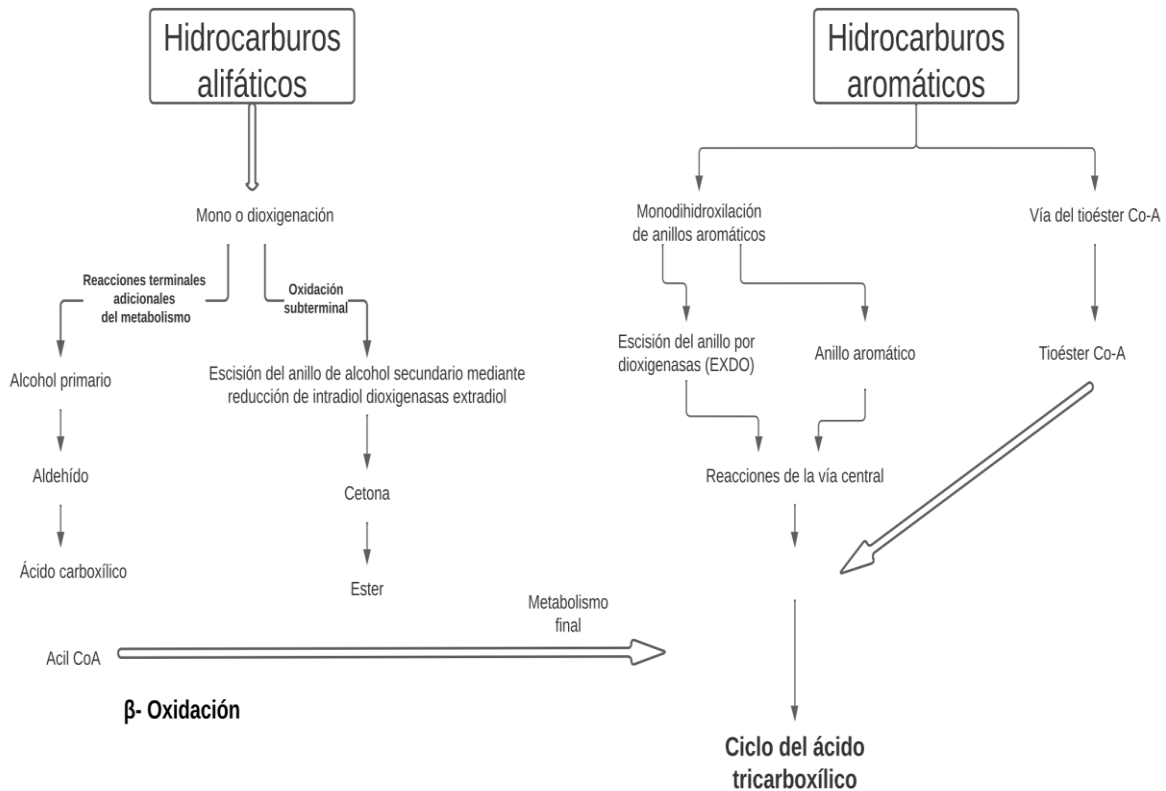 Hidrocarburos
alifáticos
Hidrocarburos
aromáticos
Mono o dioxigenación
Monodihidroxilación
de anillos aromáticos
Vía del tioéster Co-A
Reacciones terminales
adicionales
del metabolismo
Oxidación
subterminal
Escisión del anillo por
dioxigenasas (EXDO)
Anillo aromático
Tioéster Co-A
Alcohol primario
Escisión del anillo de alcohol secundario mediante
reducción de intradiol dioxigenasas extradiol
Aldehído
Cetona
Reacciones de la vía central
Ácido carboxílico
Ester
Metabolismo
final
Acil CoA
β- Oxidación
Ciclo del ácido
tricarboxílico